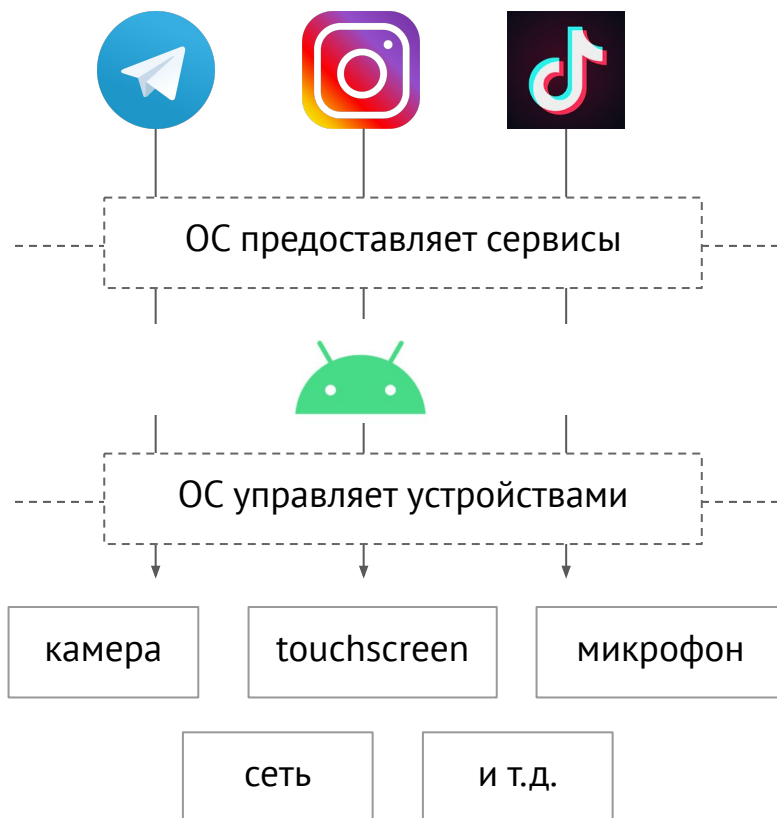 ОС предоставляет сервисы
ОС управляет устройствами
камера
touchscreen
микрофон
сеть
и т.д.